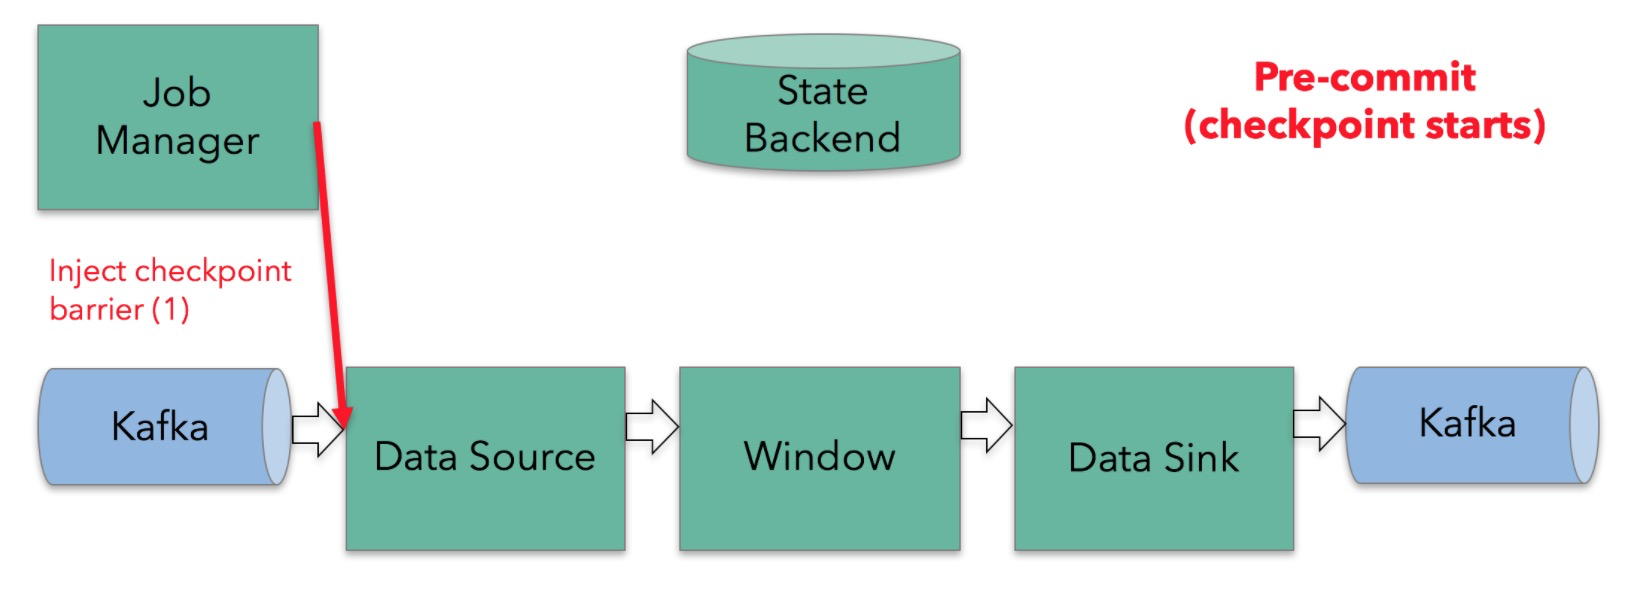 Job
Manager
State
Backend
Pre-commit
(checkpoint starts)
Inject checkpoint
barrier (1)
Kafka
Data Source
Window
Data Sink
Kafka